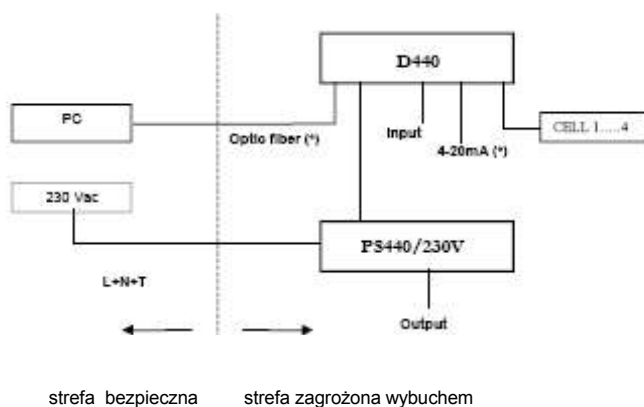 D440
PC
Optic fiber (*)
Input
4-20mA (*)
CELL 1.....4
230 Vac
PS440/230V
L+N+T
Output
strefa bezpieczna
strefa zagrożona wybuchem